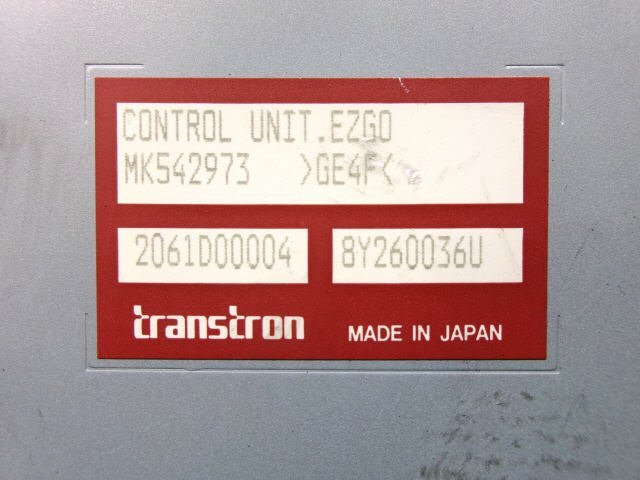 CONTROL UNIT.EZGO
MK542973 >GE4F<
2061D00004 8Y260036U
transtron MADE IN JAPAN